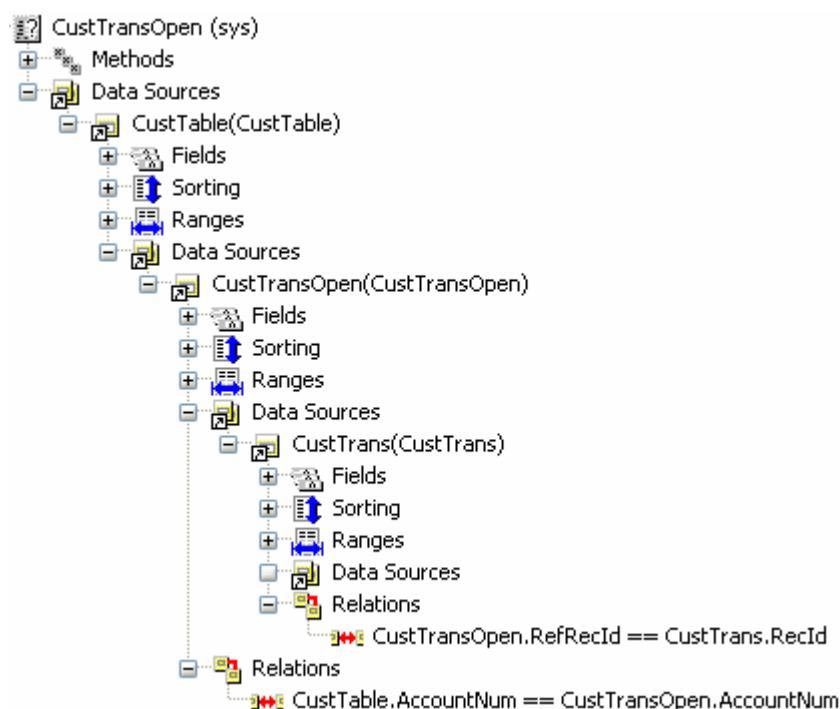 CustTransOpen (sys)
Methods
Data Sources
CustTable(CustTable)
Fields
Sorting
Ranges
Data Sources
CustTransOpen(CustTransOpen)
Fields
Sorting
Ranges
Data Sources
CustTrans(CustTrans)
Fields
Sorting
Ranges
Data Sources
Relations
CustTransOpen.RefRecId == CustTrans.RecId
Relations
CustTable.AccountNum == CustTransOpen.AccountNum